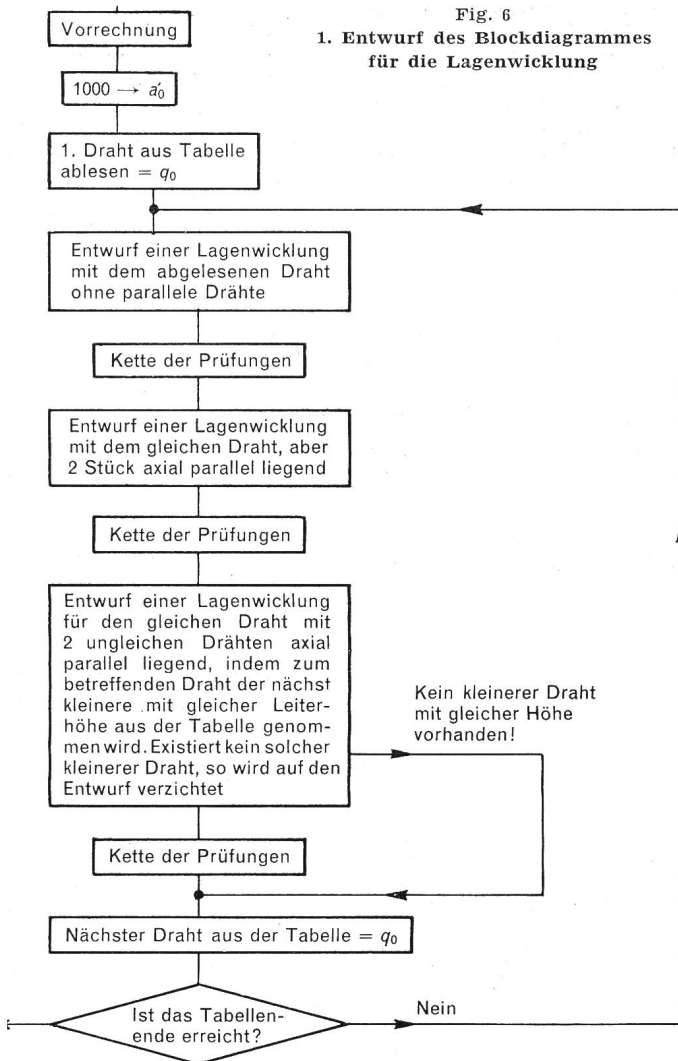 Fig. 6
1. Entwurf des Blockdiagrammes
für die Lagenwicklung
Vorrechnung
1000 → a′₀
1. Draht aus Tabelle
ablesen = q₀
Entwurf einer Lagenwicklung
mit dem abgelesenen Draht
ohne parallele Drähte
Kette der Prüfungen
Entwurf einer Lagenwicklung
mit dem gleichen Draht, aber
2 Stück axial parallel liegend
Kette der Prüfungen
Entwurf einer Lagenwicklung
für den gleichen Draht mit
2 ungleichen Drähten axial
parallel liegend, indem zum
betreffenden Draht der nächst
kleinere mit gleicher Leiter-
höhe aus der Tabelle genom-
men wird. Existiert kein solcher
kleinerer Draht, so wird auf den
Entwurf verzichtet
Kein kleinerer Draht
mit gleicher Höhe
vorhanden!
Kette der Prüfungen
Nächster Draht aus der Tabelle = q₀
Ist das Tabellen-
ende erreicht?
Nein